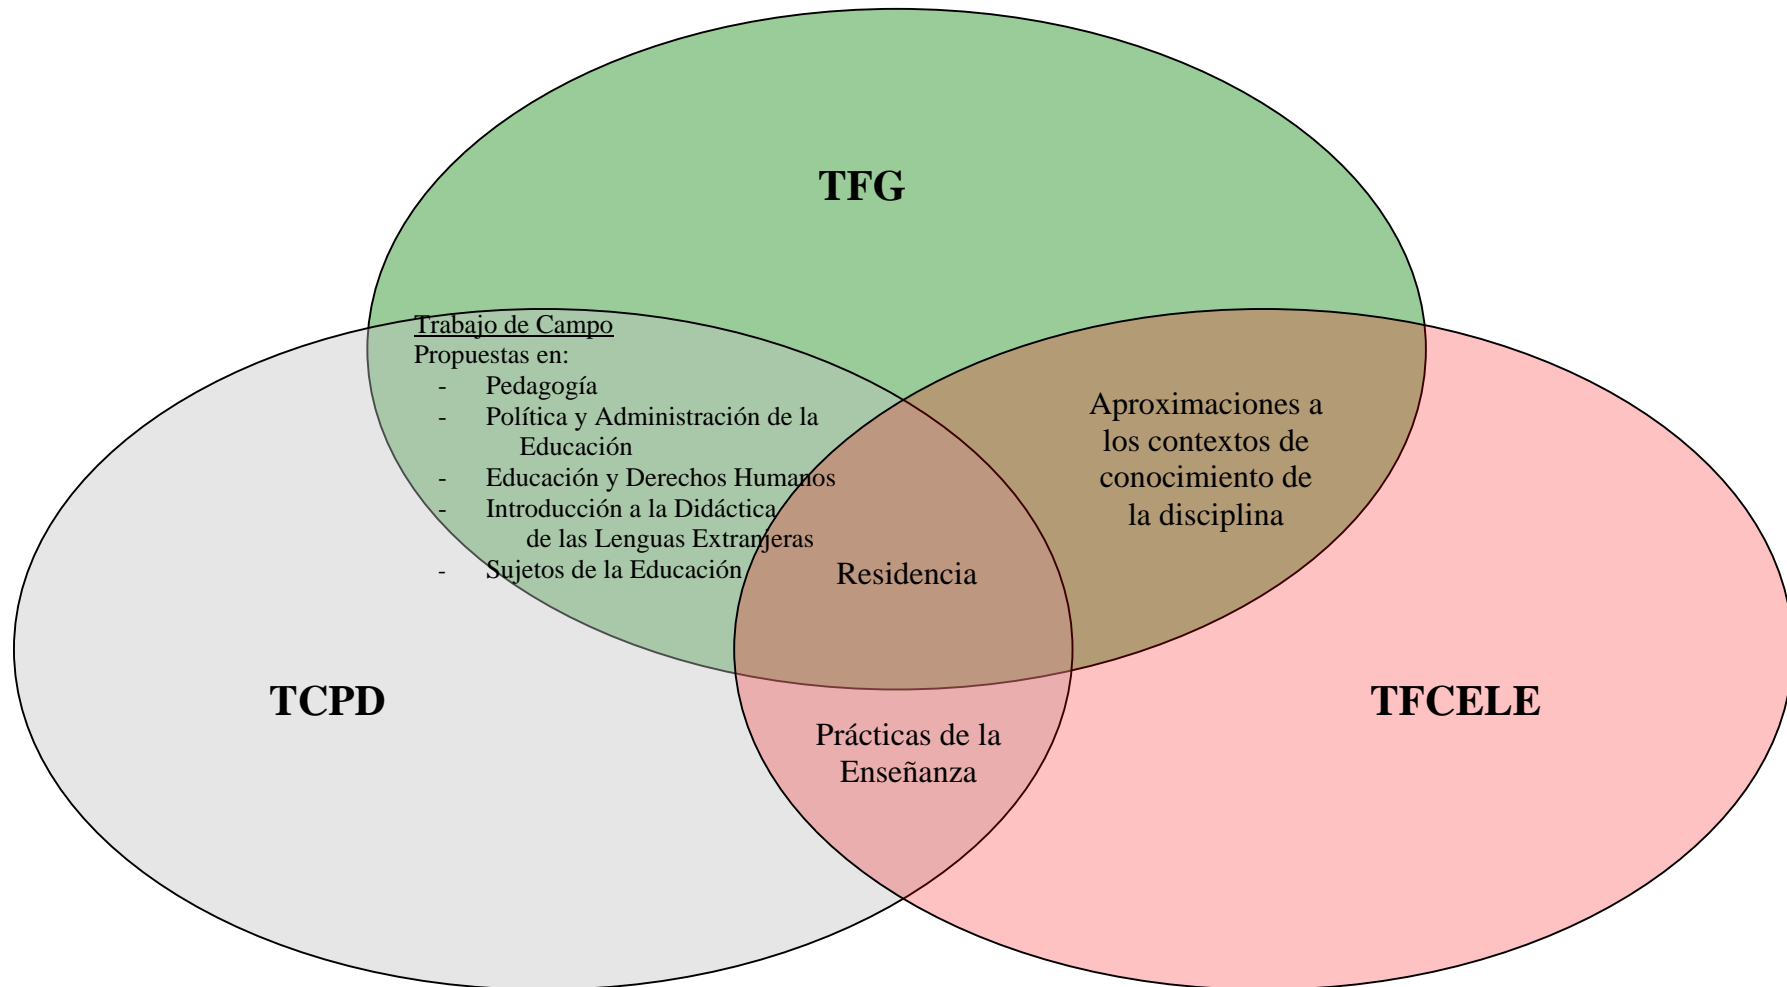 TFG
Trabajo de Campo
Propuestas en:
- Pedagogía
- Política y Administración de la
Educación
- Educación y Derechos Humanos
- Introducción a la Didáctica
de las Lenguas Extranjeras
- Sujetos de la Educación
Aproximaciones a
los contextos de
conocimiento de
la disciplina
Residencia
TCPD
TFCELE
Prácticas de la
Enseñanza